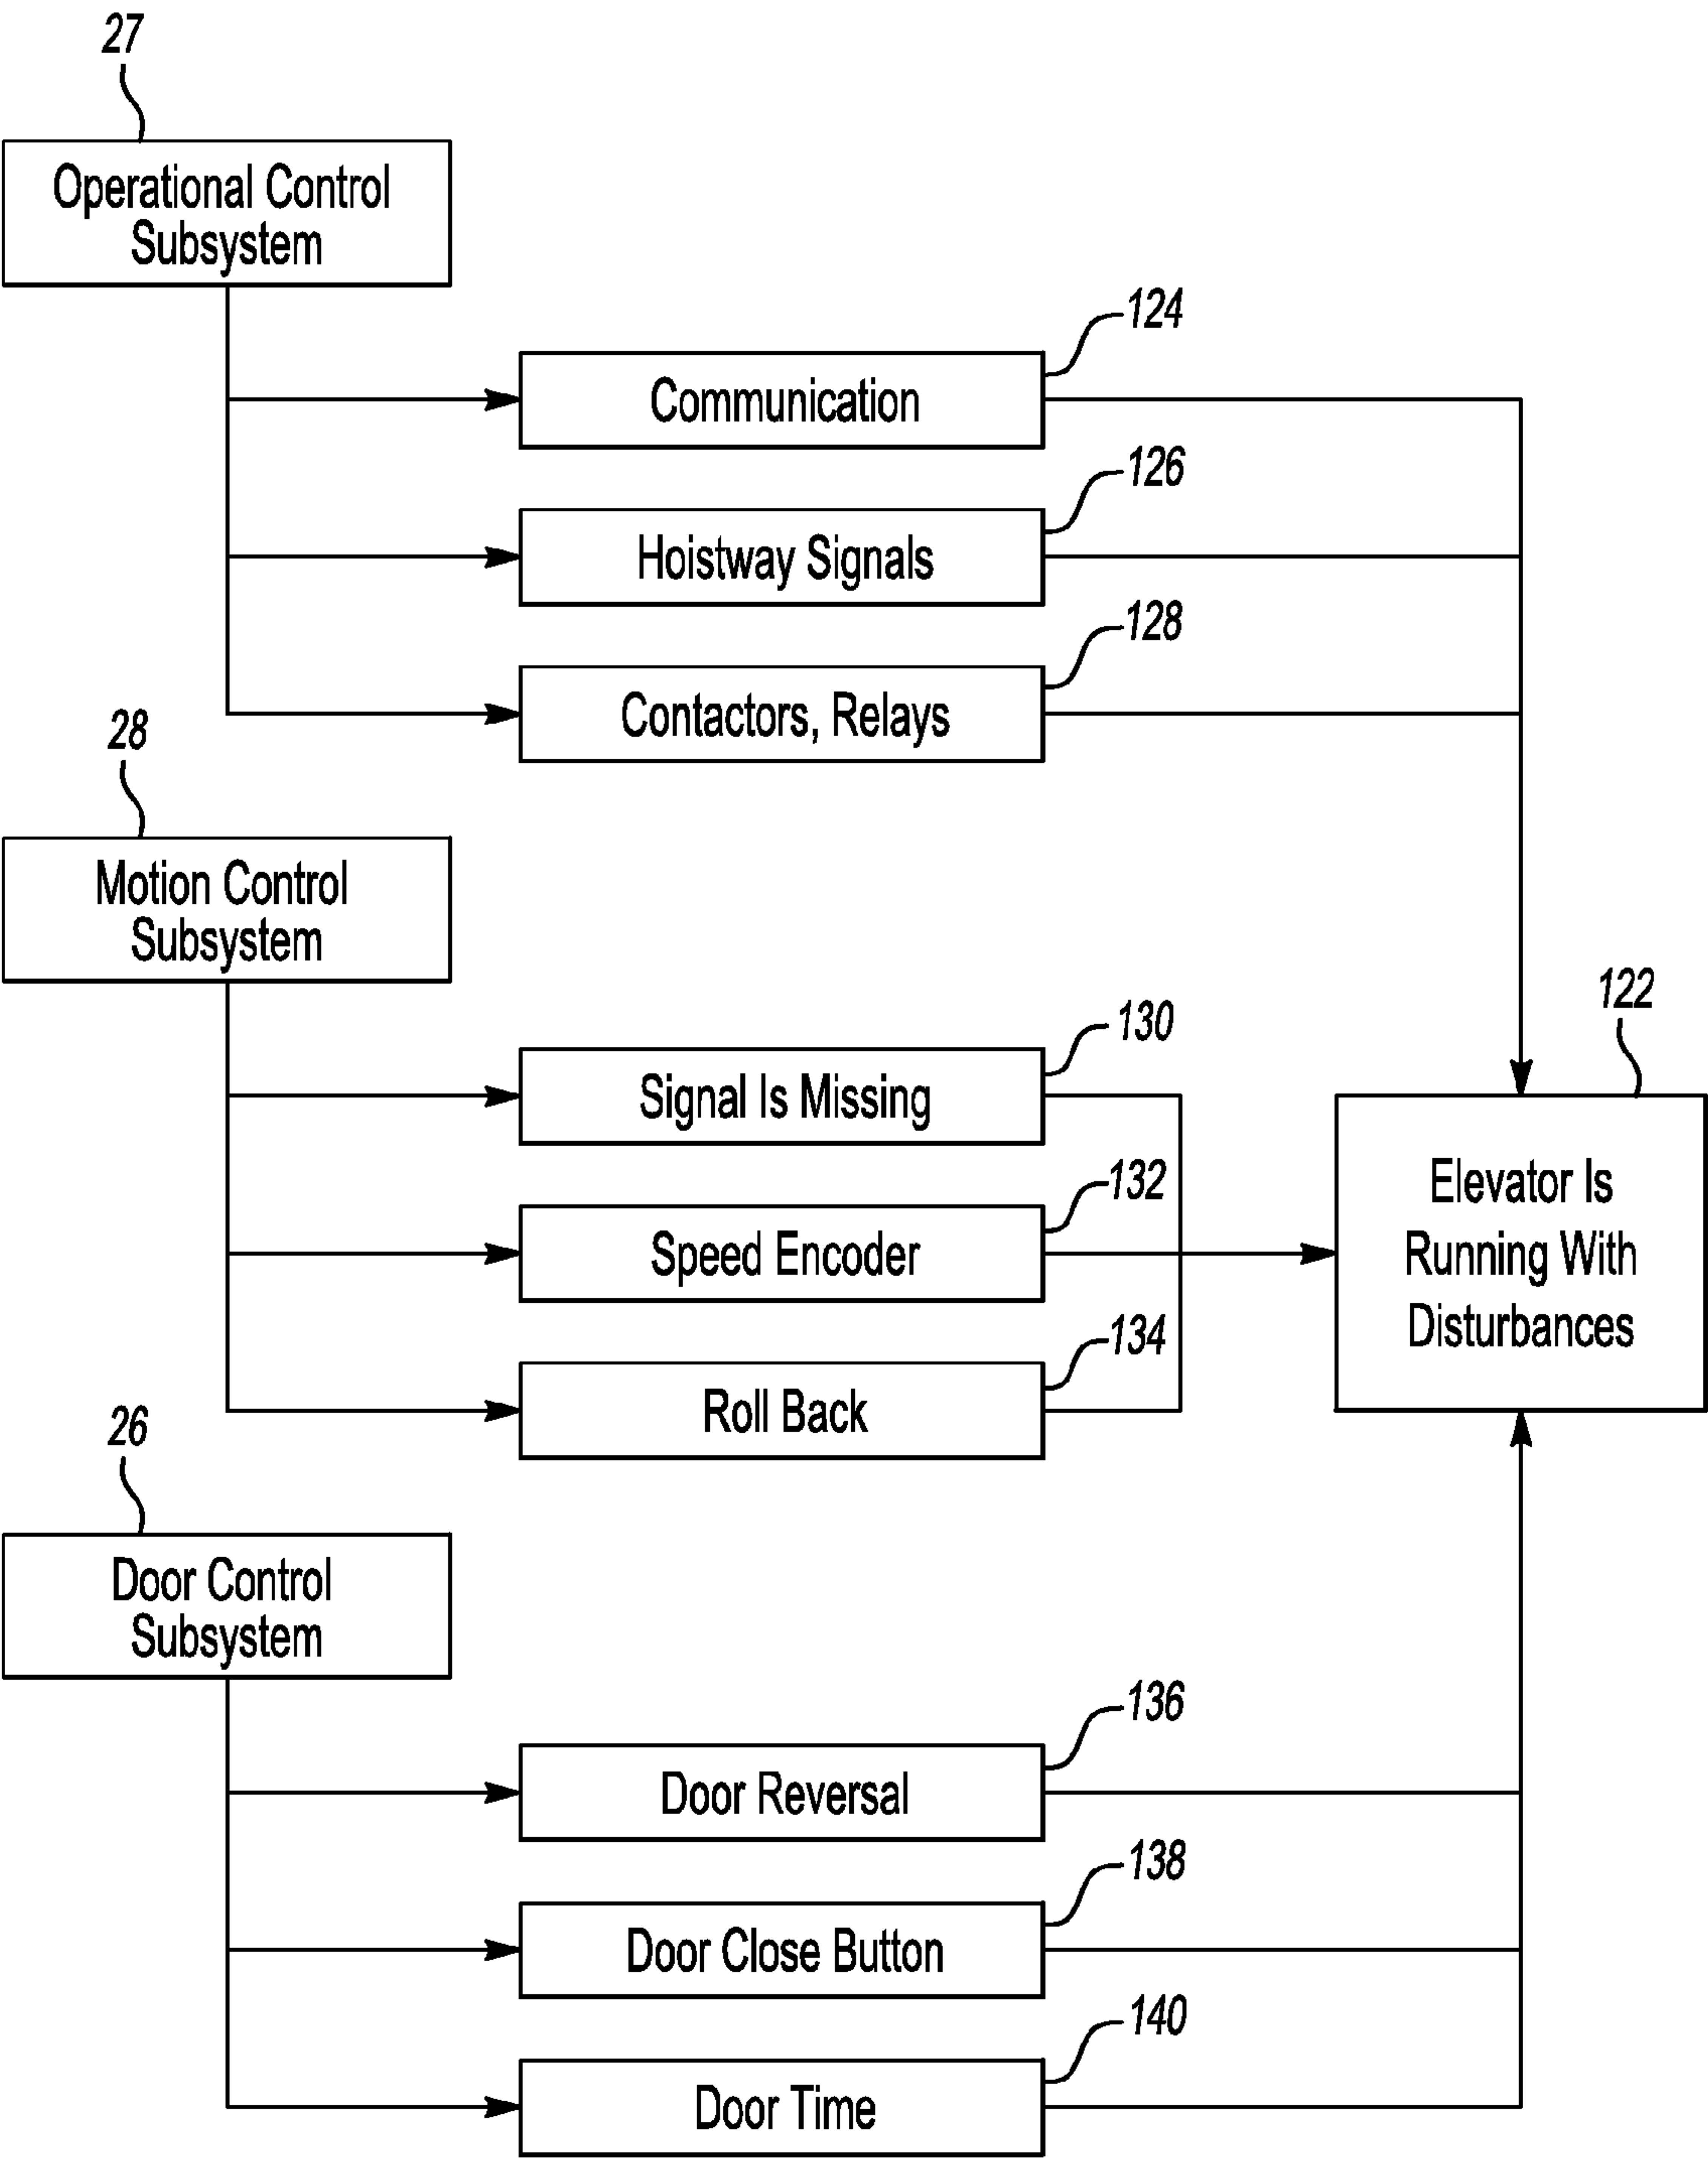 27
Operational Control
Subsystem
124
Communication
126
Hoistway Signals
128
Contactors, Relays
28
Motion Control
Subsystem
130
Signal Is Missing
132
Speed Encoder
134
Roll Back
122
Elevator Is
Running With
Disturbances
26
Door Control
Subsystem
136
Door Reversal
138
Door Close Button
140
Door Time